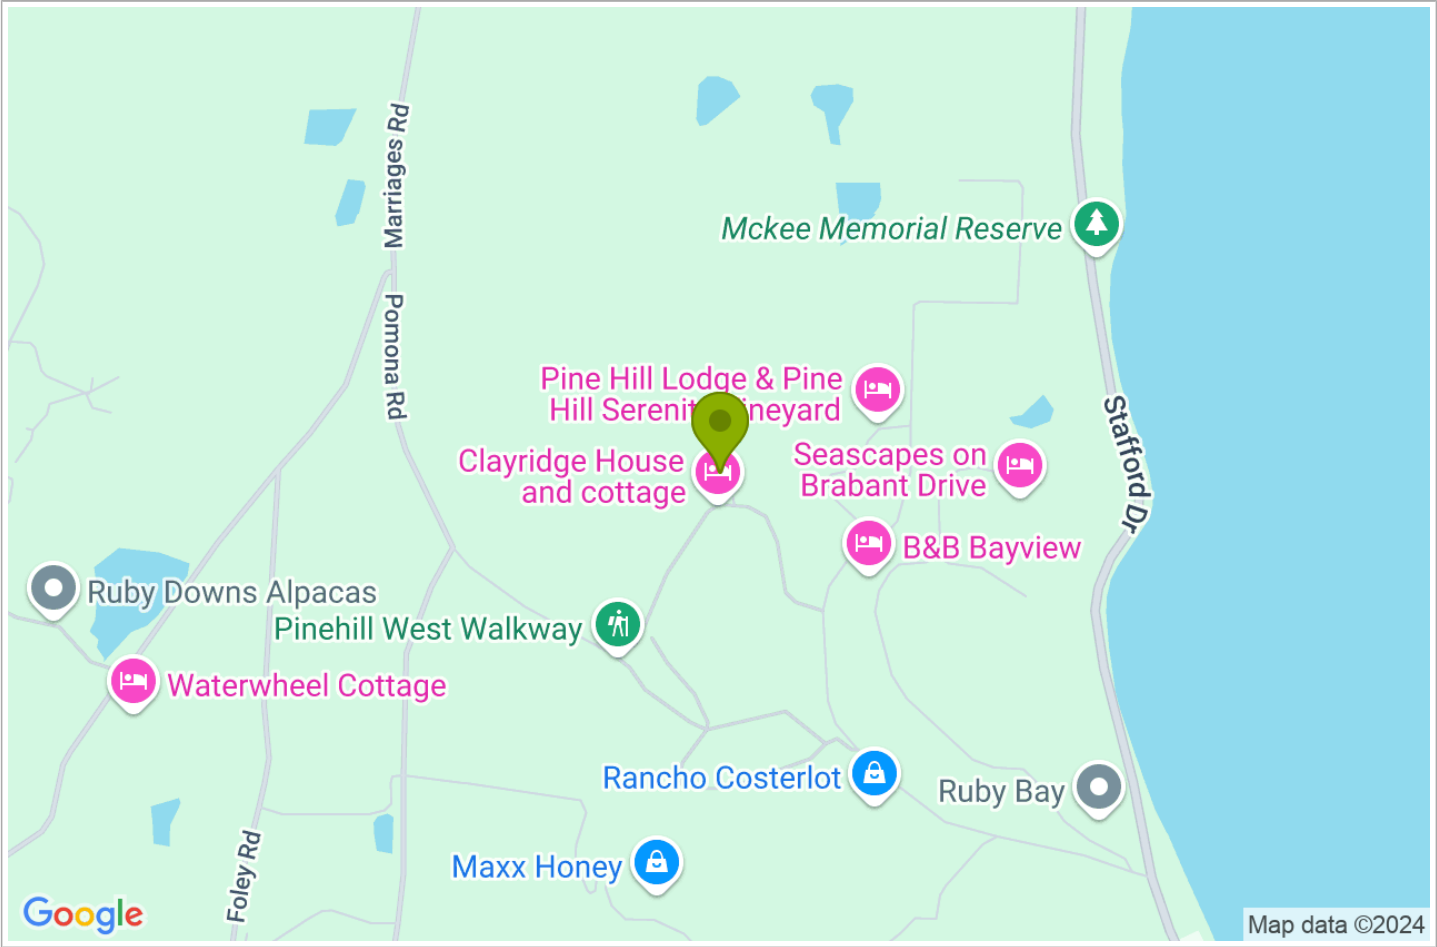 Marriages Rd
Mckee Memorial Reserve
Pomona Rd
Pine Hill Lodge & Pine
Hill Serenity Vineyard
Stafford Dr
Clayridge House
and cottage
Seascapes on
Brabant Drive
B&B Bayview
Ruby Downs Alpacas
Pinehill West Walkway
Waterwheel Cottage
Rancho Costerlot
Ruby Bay
Maxx Honey
Foley Rd
Google
Map data ©2024